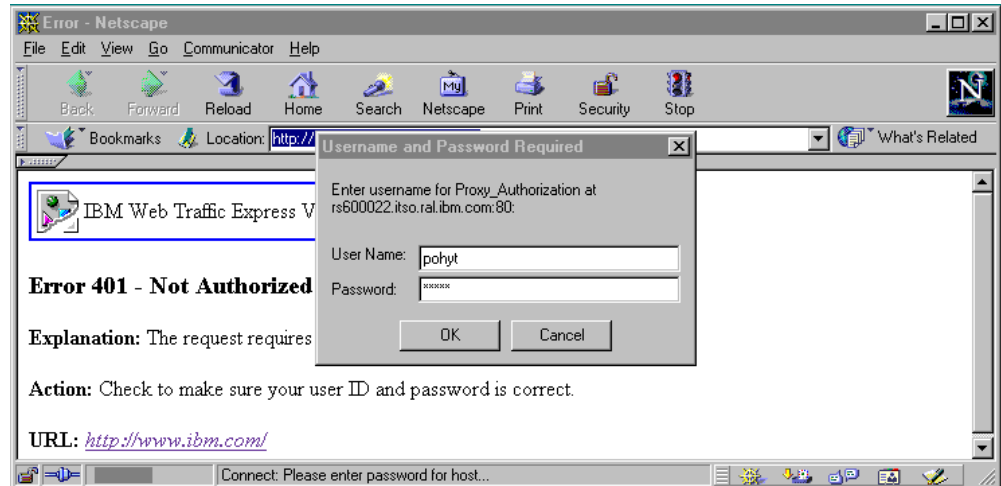 Error - Netscape
File Edit View Go Communicator Help
Back Forward Reload Home Search Netscape Print Security Stop
My
N
Bookmarks Location: http://
What's Related
Username and Password Required
Enter username for Proxy_Authorization at
rs600022.itso.ral.ibm.com:80:
User Name: pohyt
Password: xxxxx
OK Cancel
IBM Web Traffic Express V
Error 401 - Not Authorized
Explanation: The request requires
Action: Check to make sure your user ID and password is correct.
URL: http://www.ibm.com/
Connect: Please enter password for host...